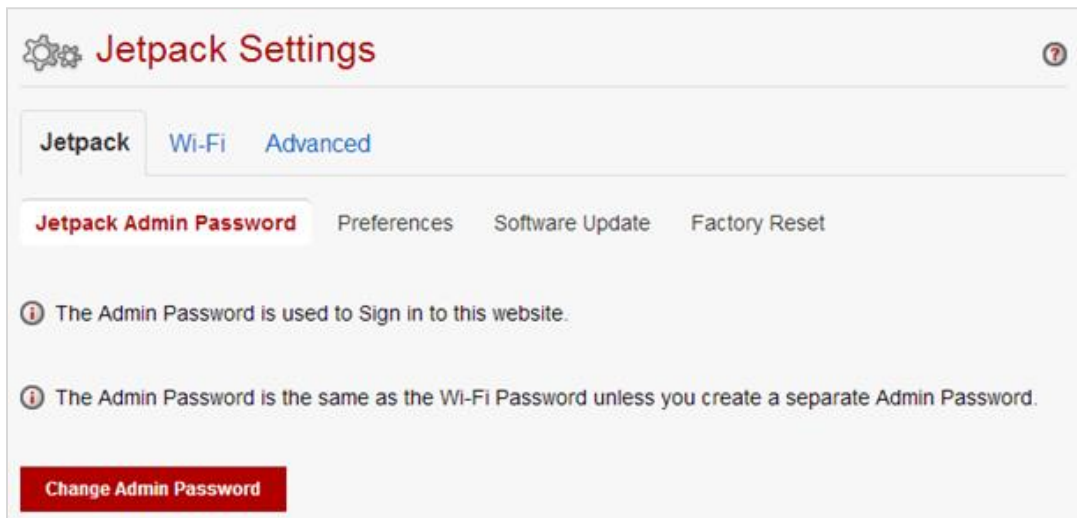 Jetpack Settings
Jetpack Wi-Fi Advanced
Jetpack Admin Password Preferences Software Update Factory Reset
The Admin Password is used to Sign in to this website.
The Admin Password is the same as the Wi-Fi Password unless you create a separate Admin Password.
Change Admin Password